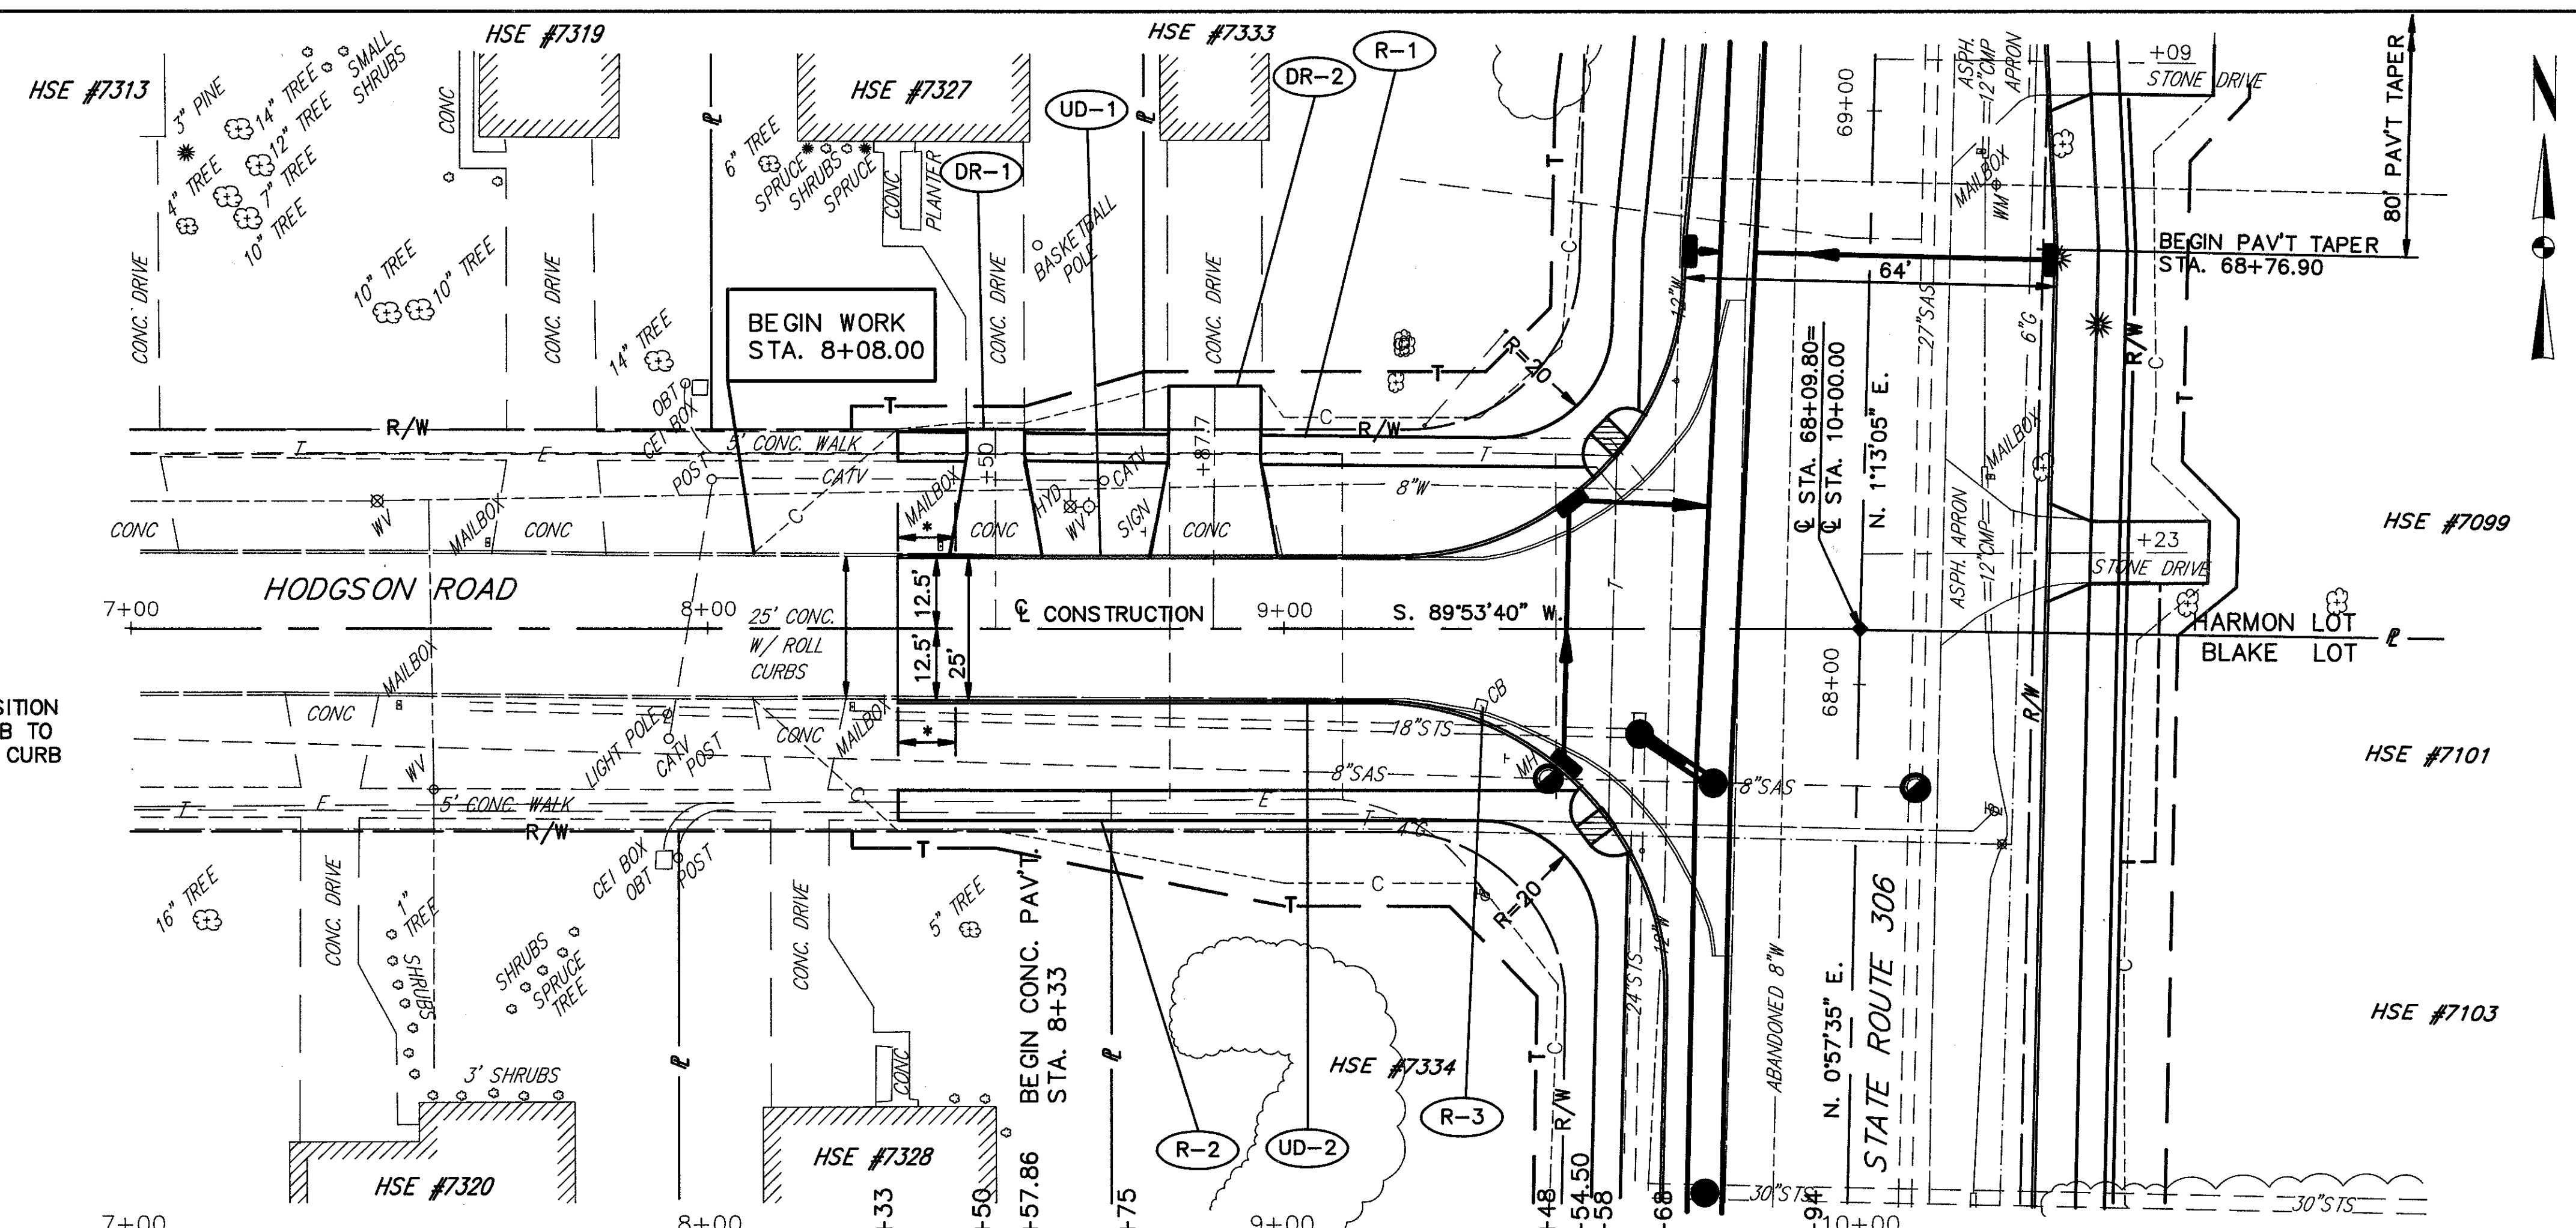 HSE #7319
HSE #7333
HSE #7313
HSE #7327
R-1
DR-2
UD-1
DR-1
3" PINE
14" TREE
SMALL
SHRUBS
12" TREE
4" TREE
7" TREE
10" TREE
10" TREE
10" TREE
14" TREE
6" TREE
SPRUCE
SHRUBS
SPRUCE
CONC
CONC
PLANTER
BASKETBALL
POLE
CONC. DRIVE
CONC. DRIVE
CONC. DRIVE
CONC. DRIVE
BEGIN WORK
STA. 8+08.00
OBT
CEI BOX
POST
R/W
5' CONC. WALK
CATV
T
E
C
+50
+87.7
R/W
T
T
T
C
C
R=20
12"W
64'
69+00
ASPH.
APRON
12"CMP
+09
STONE DRIVE
80' PAV'T TAPER
N
MAILBOX
WM
BEGIN PAV'T TAPER
STA. 68+76.90
27"SAS
6"G
R/W
C
T
℄ STA. 68+09.80=
℄ STA. 10+00.00
N. 1°13'05" E.
MAILBOX
ASPH. APRON
12"CMP
+23
STONE DRIVE
HSE #7099
WV
MAILBOX
CONC
CONC
MAILBOX
CONC
HYD
WV
CATV
SIGN
CONC
8"W
T
HODGSON ROAD
7+00
8+00
25' CONC.
W/ ROLL
CURBS
12.5'
12.5'
25'
*
*
℄ CONSTRUCTION
9+00
S. 89°53'40" W.
HARMON LOT
BLAKE LOT
SITION
B TO
CURB
MAILBOX
CONC
WV
LIGHT POLE
CATV
POST
CONC
MAILBOX
C
18"STS
8"SAS
CB
MH
8"SAS
68+00
R/W
HSE #7101
T
E
5' CONC. WALK
R/W
T
E
T
4"G
C
T
R=20
CEI BOX
OBT
POST
16" TREE
CONC. DRIVE
1"
TREE
SHRUBS
SHRUBS
SPRUCE
TREE
CONC. DRIVE
5" TREE
CONC
3' SHRUBS
BEGIN CONC. PAV'T.
STA. 8+33
HSE #7334
R-2
UD-2
R-3
T
C
R/W
24"STS
12"W
ABANDONED 8"W
N. 0°57'35" E.
STATE ROUTE 306
C
HSE #7103
HSE #7320
HSE #7328
30"STS
30"STS
7+00
8+00
+33
+50
+57.86
+75
9+00
+48
-54.50
-58
-68
-94
10+00